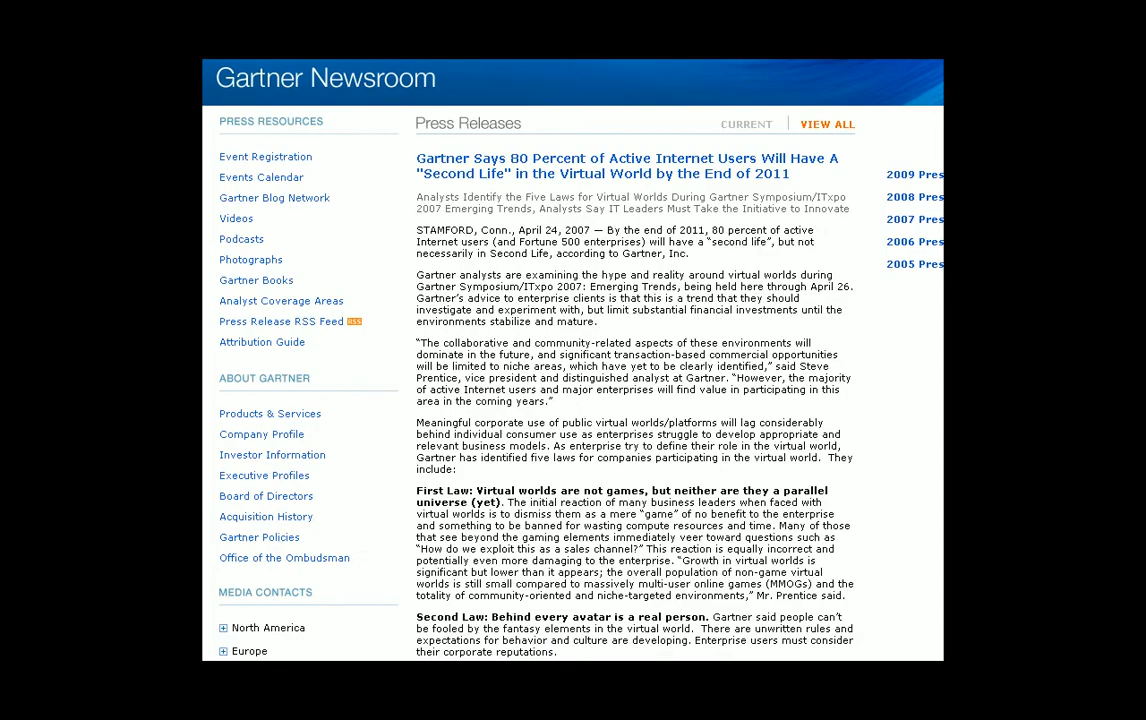 Gartner Newsroom
PRESS RESOURCES
Event Registration
Events Calendar
Gartner Blog Network
Videos
Podcasts
Photographs
Gartner Books
Analyst Coverage Areas
Press Release RSS Feed RSS
Attribution Guide
ABOUT GARTNER
Products & Services
Company Profile
Investor Information
Executive Profiles
Board of Directors
Acquisition History
Gartner Policies
Office of the Ombudsman
MEDIA CONTACTS
North America
Europe
Press Releases
CURRENT
VIEW ALL
Gartner Says 80 Percent of Active Internet Users Will Have A
"Second Life" in the Virtual World by the End of 2011
Analysts Identify the Five Laws for Virtual Worlds During Gartner Symposium/ITxpo
2007 Emerging Trends, Analysts Say IT Leaders Must Take the Initiative to Innovate
STAMFORD, Conn., April 24, 2007 — By the end of 2011, 80 percent of active
Internet users (and Fortune 500 enterprises) will have a “second life”, but not
necessarily in Second Life, according to Gartner, Inc.
Gartner analysts are examining the hype and reality around virtual worlds during
Gartner Symposium/ITxpo 2007: Emerging Trends, being held here through April 26.
Gartner’s advice to enterprise clients is that this is a trend that they should
investigate and experiment with, but limit substantial financial investments until the
environments stabilize and mature.
“The collaborative and community-related aspects of these environments will
dominate in the future, and significant transaction-based commercial opportunities
will be limited to niche areas, which have yet to be clearly identified,” said Steve
Prentice, vice president and distinguished analyst at Gartner. “However, the majority
of active Internet users and major enterprises will find value in participating in this
area in the coming years.”
Meaningful corporate use of public virtual worlds/platforms will lag considerably
behind individual consumer use as enterprises struggle to develop appropriate and
relevant business models. As enterprise try to define their role in the virtual world,
Gartner has identified five laws for companies participating in the virtual world. They
include:
First Law: Virtual worlds are not games, but neither are they a parallel
universe (yet). The initial reaction of many business leaders when faced with
virtual worlds is to dismiss them as a mere “game” of no benefit to the enterprise
and something to be banned for wasting compute resources and time. Many of those
that see beyond the gaming elements immediately veer toward questions such as
“How do we exploit this as a sales channel?” This reaction is equally incorrect and
potentially even more damaging to the enterprise. “Growth in virtual worlds is
significant but lower than it appears; the overall population of non-game virtual
worlds is still small compared to massively multi-user online games (MMOGs) and the
totality of community-oriented and niche-targeted environments,” Mr. Prentice said.
Second Law: Behind every avatar is a real person. Gartner said people can’t
be fooled by the fantasy elements in the virtual world. There are unwritten rules and
expectations for behavior and culture are developing. Enterprise users must consider
their corporate reputations.
2009 Pres
2008 Pres
2007 Pres
2006 Pres
2005 Pres